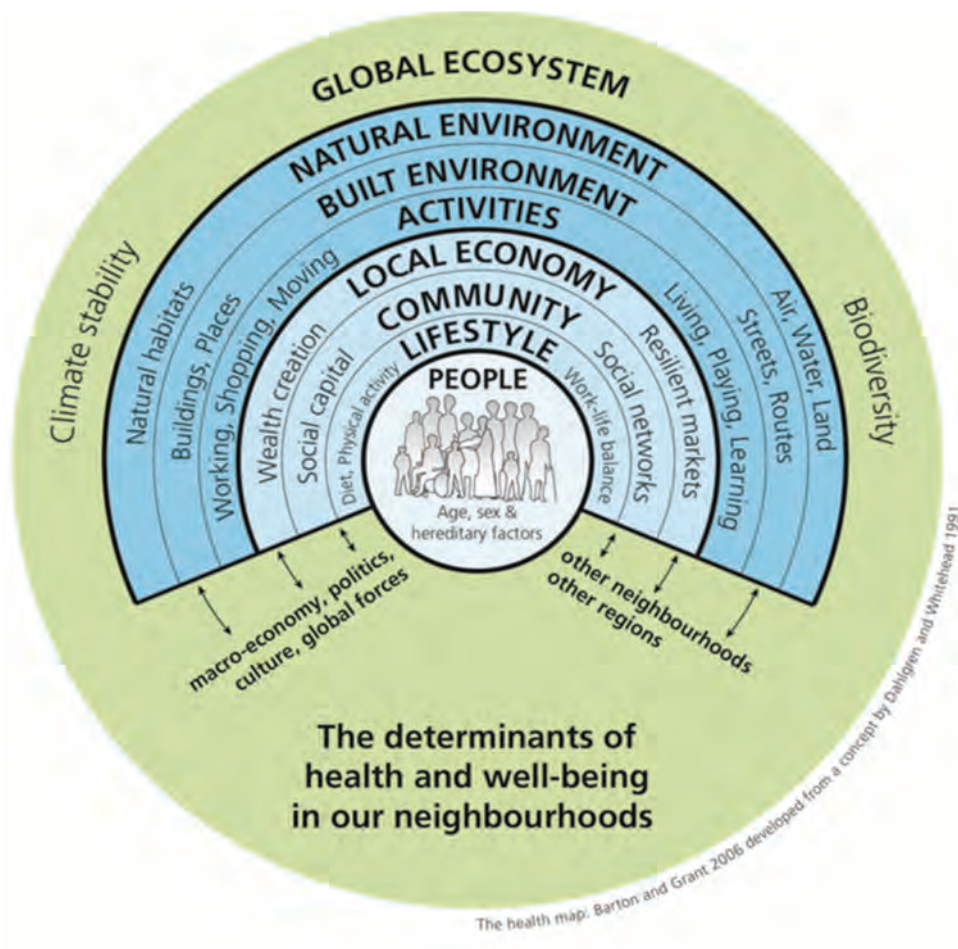 GLOBAL ECOSYSTEM
NATURAL ENVIRONMENT
BUILT ENVIRONMENT
ACTIVITIES
LOCAL ECONOMY
COMMUNITY
LIFESTYLE
PEOPLE
Age, sex &
hereditary factors
Climate stability
Natural habitats
Buildings, Places
Working, Shopping, Moving
Wealth creation
Social capital
Diet, Physical activity
Work-life balance
Social networks
Resilient markets
Living, Playing, Learning
Streets, Routes
Air, Water, Land
Biodiversity
macro-economy, politics,
culture, global forces
other neighbourhoods
other regions
The determinants of
health and well-being
in our neighbourhoods
The health map: Barton and Grant 2006 developed from a concept by Dahlgren and Whitehead 1991